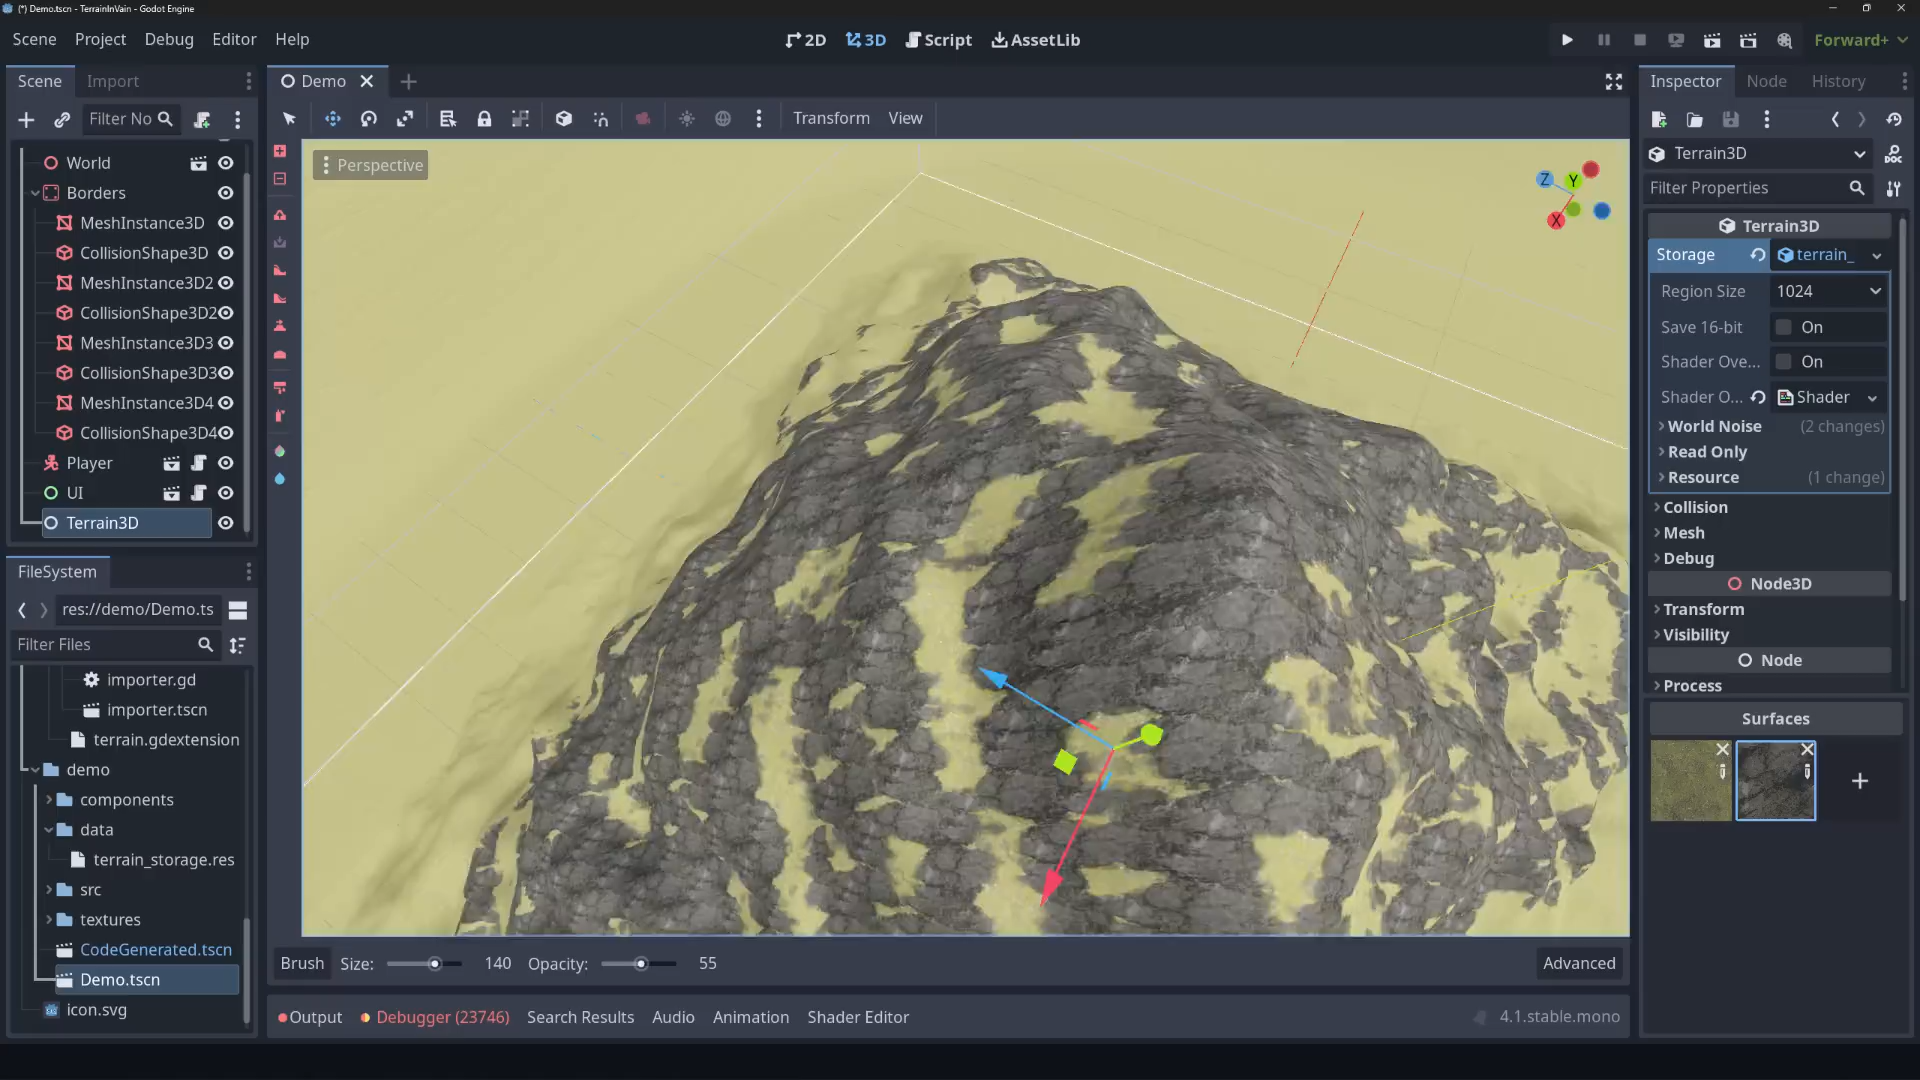 (*) Demo.tscn - TerrainInVain - Godot Engine
Scene Project Debug Editor Help
2D 3D Script AssetLib
Forward+
Scene Import
Demo
Inspector Node History
Filter No
Transform View
World
Borders
MeshInstance3D
CollisionShape3D
MeshInstance3D2
CollisionShape3D2
MeshInstance3D3
CollisionShape3D3
MeshInstance3D4
CollisionShape3D4
Player
UI
Terrain3D
FileSystem
res://demo/Demo.ts
Filter Files
importer.gd
importer.tscn
terrain.gdextension
demo
components
data
terrain_storage.res
src
textures
CodeGenerated.tscn
Demo.tscn
icon.svg
Perspective
Z Y X
Brush Size: 140 Opacity: 55 Advanced
Output Debugger (23746) Search Results Audio Animation Shader Editor 4.1.stable.mono
Terrain3D
Filter Properties
Terrain3D
Storage terrain_
Region Size 1024
Save 16-bit On
Shader Ove... On
Shader O... Shader
World Noise (2 changes)
Read Only
Resource (1 change)
Collision
Mesh
Debug
Node3D
Transform
Visibility
Node
Process
Surfaces